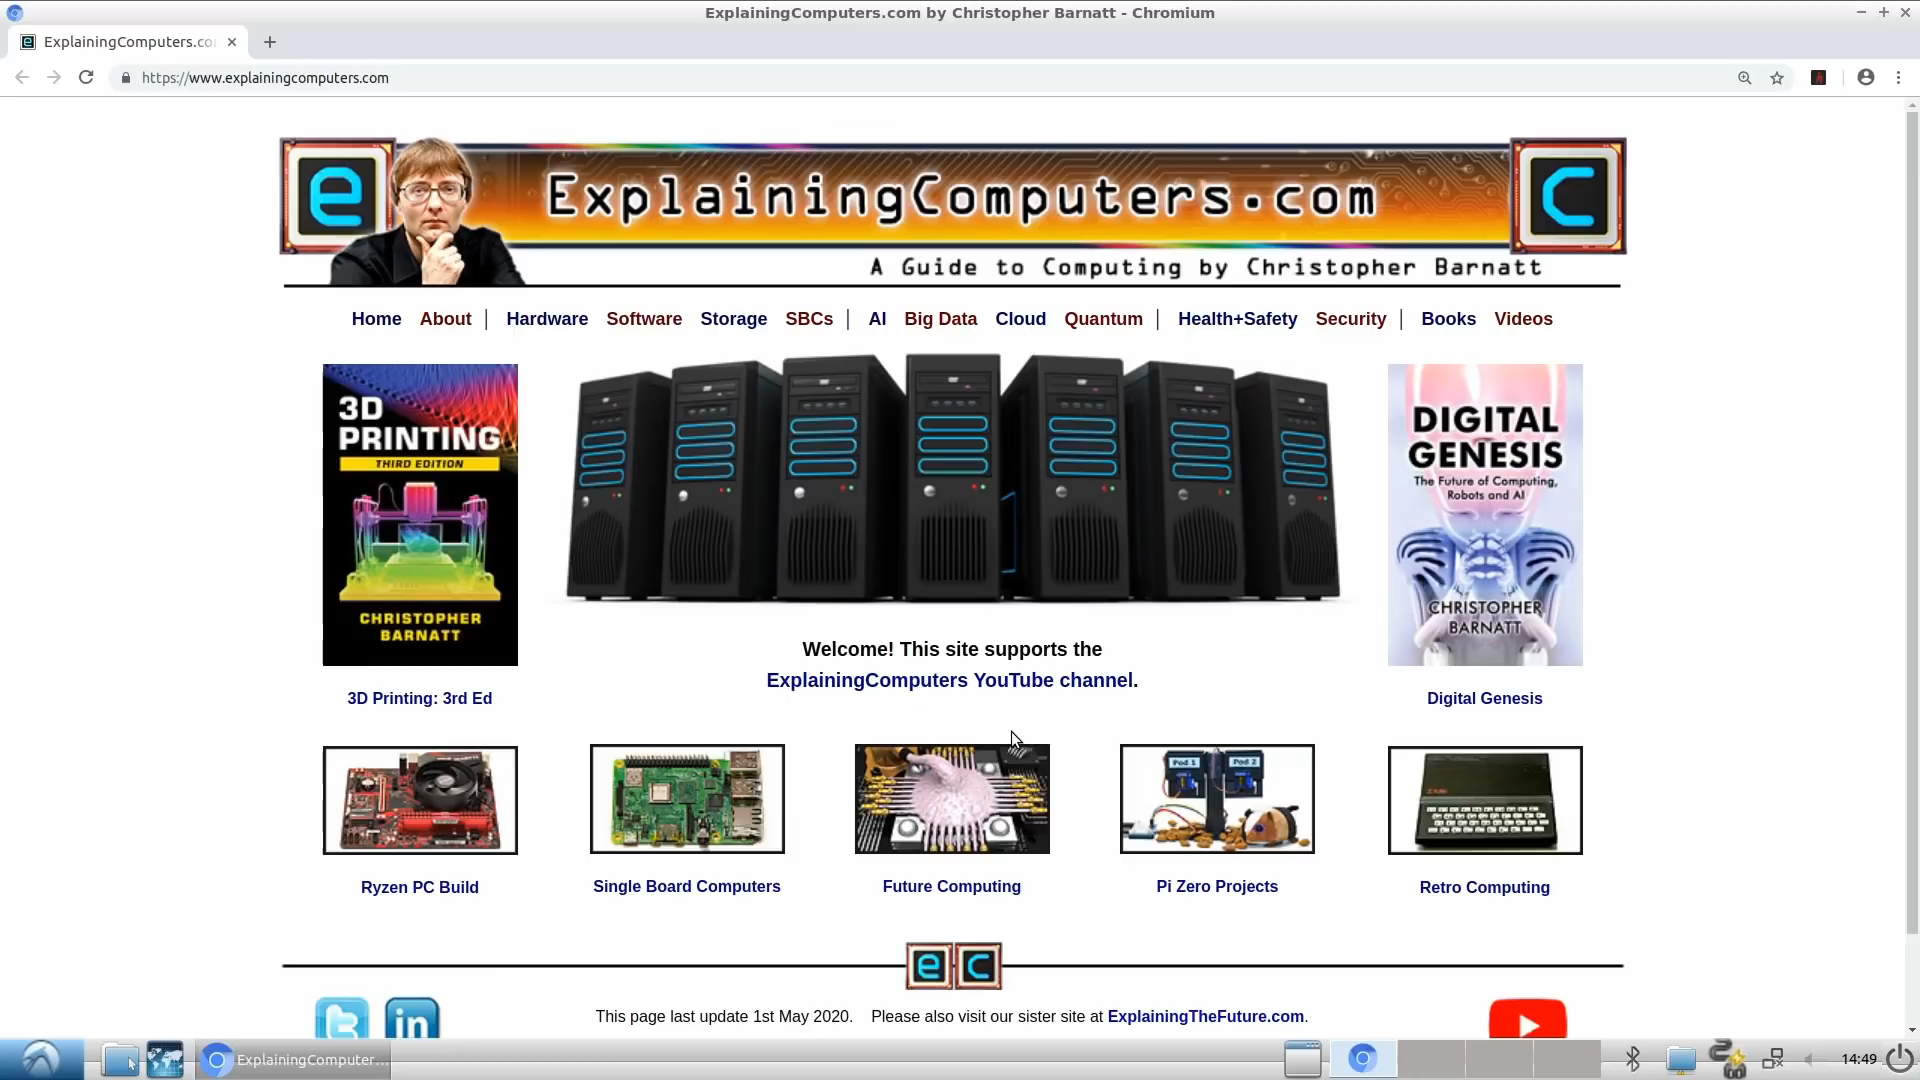 ExplainingComputers.com by Christopher Barnatt - Chromium
ExplainingComputers.co
https://www.explainingcomputers.com
e
ExplainingComputers.com
c
A Guide to Computing by Christopher Barnatt
Home About | Hardware Software Storage SBCs | AI Big Data Cloud Quantum | Health+Safety Security | Books Videos
3D
PRINTING
THIRD EDITION
CHRISTOPHER
BARNATT
DIGITAL
GENESIS
The Future of Computing,
Robots and AI
CHRISTOPHER
BARNATT
Welcome! This site supports the
ExplainingComputers YouTube channel.
3D Printing: 3rd Ed
Digital Genesis
Pod 1 Pod 2
Ryzen PC Build
Single Board Computers
Future Computing
Pi Zero Projects
Retro Computing
e c
in
This page last update 1st May 2020. Please also visit our sister site at ExplainingTheFuture.com.
ExplainingComputer...
14:49